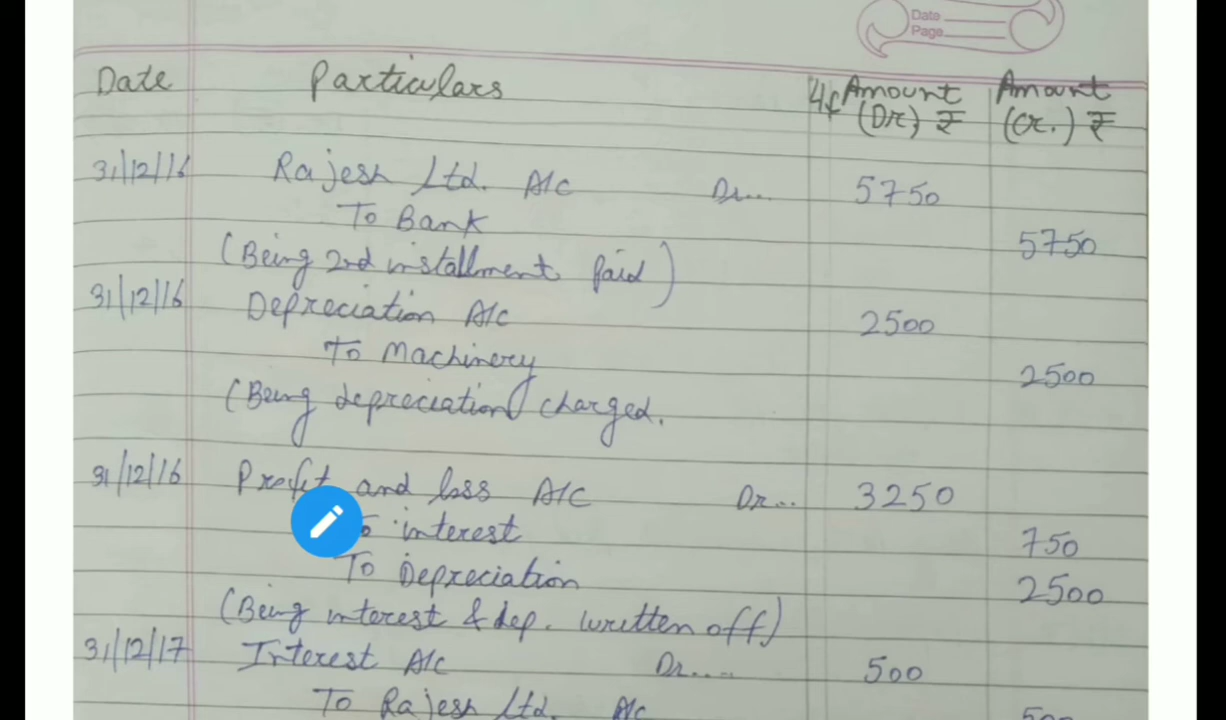 Date
Page
Date Particulars L.f Amount (Dr.) ₹ Amount (Cr.) ₹
31/12/16 Rajesh Ltd. A/C Dr... 5750
To Bank 5750
(Being 2nd installment Paid)
31/12/16 Depreciation A/C 2500
To Machinery 2500
(Being depreciation charged.
31/12/16 Profit and loss A/C Dr... 3250
interest 750
To Depreciation 2500
(Being interest & dep. written off)
31/12/17 Interest A/C Dr..... 500
To Rajesh Ltd. A/C 500